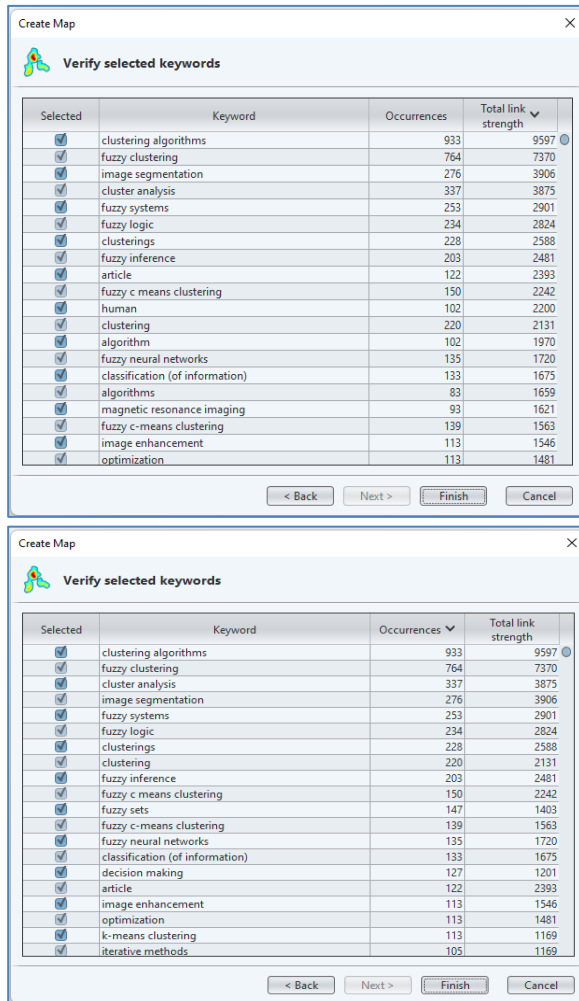 Create Map
Verify selected keywords
Selected Keyword Occurrences Total link strength
clustering algorithms 933 9597
fuzzy clustering 764 7370
image segmentation 276 3906
cluster analysis 337 3875
fuzzy systems 253 2901
fuzzy logic 234 2824
clusterings 228 2588
fuzzy inference 203 2481
article 122 2393
fuzzy c means clustering 150 2242
human 102 2200
clustering 220 2131
algorithm 102 1970
fuzzy neural networks 135 1720
classification (of information) 133 1675
algorithms 83 1659
magnetic resonance imaging 93 1621
fuzzy c-means clustering 139 1563
image enhancement 113 1546
optimization 113 1481
< Back Next > Finish Cancel
Create Map
Verify selected keywords
Selected Keyword Occurrences Total link strength
clustering algorithms 933 9597
fuzzy clustering 764 7370
cluster analysis 337 3875
image segmentation 276 3906
fuzzy systems 253 2901
fuzzy logic 234 2824
clusterings 228 2588
clustering 220 2131
fuzzy inference 203 2481
fuzzy c means clustering 150 2242
fuzzy sets 147 1403
fuzzy c-means clustering 139 1563
fuzzy neural networks 135 1720
classification (of information) 133 1675
decision making 127 1201
article 122 2393
image enhancement 113 1546
optimization 113 1481
k-means clustering 113 1169
iterative methods 105 1169
< Back Next > Finish Cancel